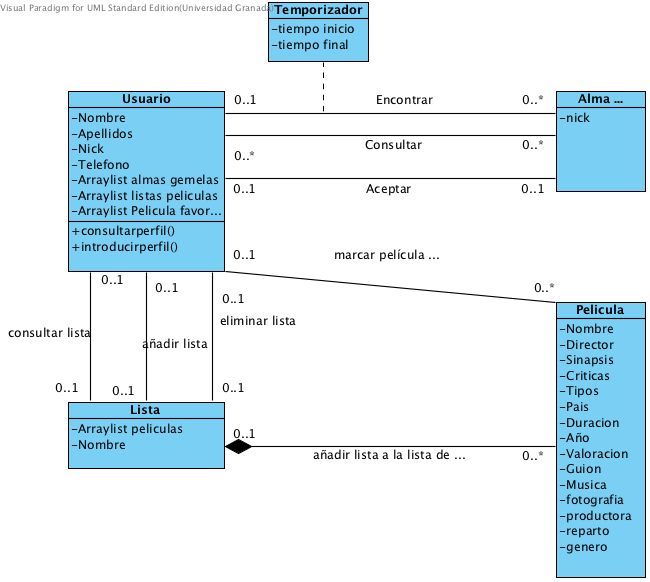 Visual Paradigm for UML Standard Edition(Universidad Granada)
Temporizador
-tiempo inicio
-tiempo final
Usuario
-Nombre
-Apellidos
-Nick
-Telefono
-Arraylist almas gemelas
-Arraylist listas peliculas
-Arraylist Pelicula favor...
+consultarperfil()
+introducirperfil()
0..1
Encontrar
0..*
Consultar
0..*
0..*
0..1
Aceptar
0..1
Alma ...
-nick
0..1
marcar película ...
0..*
0..1
0..1
0..1
eliminar lista
consultar lista
añadir lista
0..1
0..1
0..1
Lista
-Arraylist peliculas
-Nombre
0..1
añadir lista a la lista de ...
0..*
Pelicula
-Nombre
-Director
-Sinapsis
-Criticas
-Tipos
-Pais
-Duracion
-Año
-Valoracion
-Guion
-Musica
-fotografia
-productora
-reparto
-genero